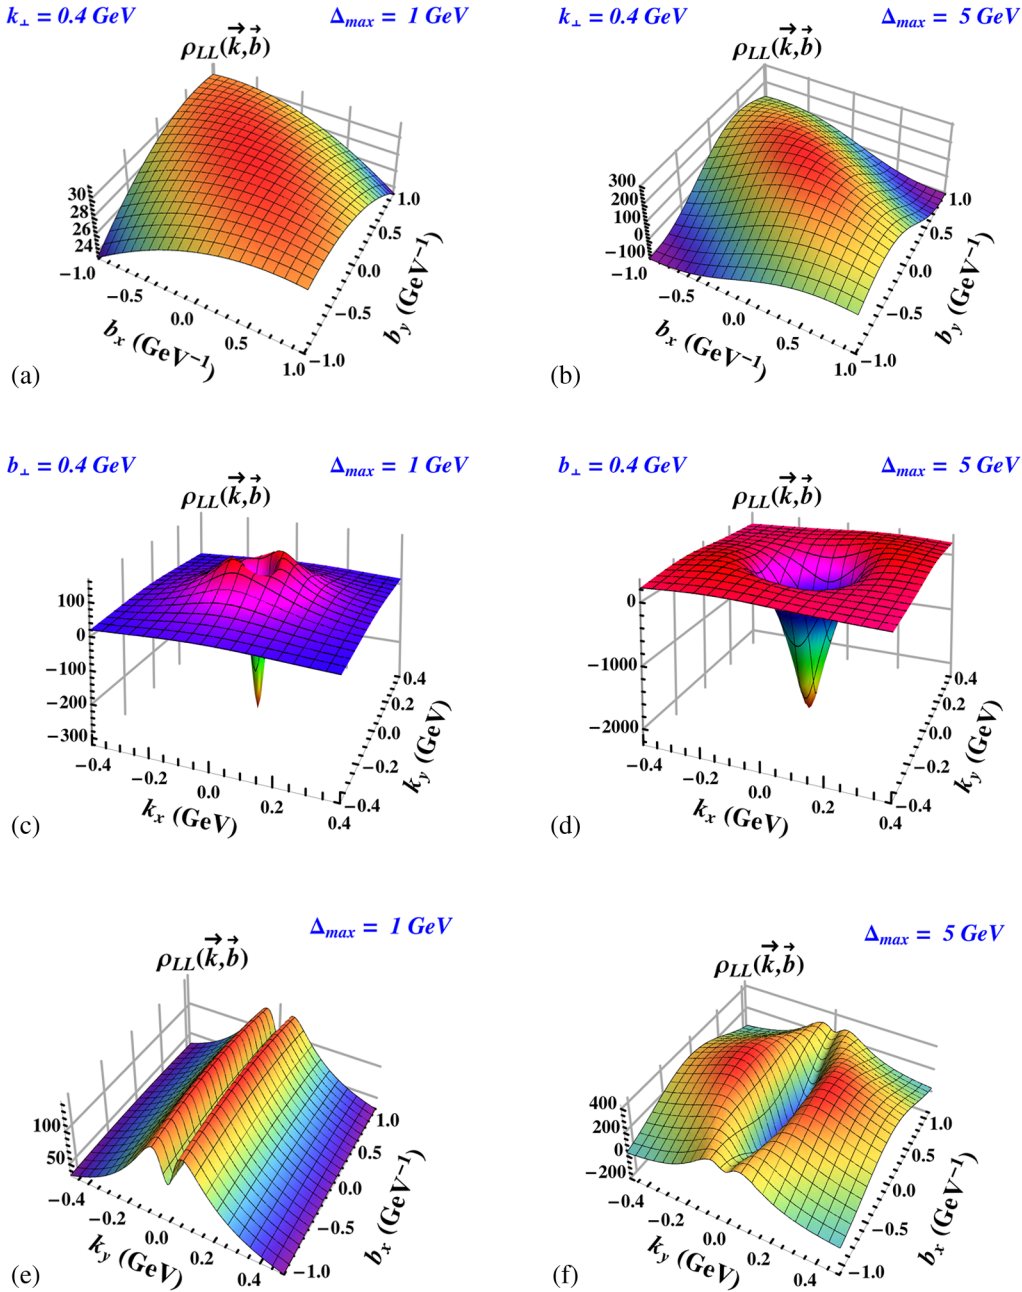 k⊥ = 0.4 GeV Δmax = 1 GeV
ρLL(k,b)
30
28
26
24
−1.0
−0.5
0.0
0.5
1.0
bx (GeV−1)
1.0
0.5
0.0
−0.5
−1.0
by (GeV−1)
(a)
k⊥ = 0.4 GeV Δmax = 5 GeV
ρLL(k,b)
300
200
100
0
−100
−1.0
−0.5
0.0
0.5
1.0
bx (GeV−1)
1.0
0.5
0.0
−0.5
−1.0
by (GeV−1)
(b)
b⊥ = 0.4 GeV Δmax = 1 GeV
ρLL(k,b)
100
0
−100
−200
−300
−0.4
−0.2
0.0
0.2
0.4
kx (GeV)
0.4
0.2
0.0
−0.2
−0.4
ky (GeV)
(c)
b⊥ = 0.4 GeV Δmax = 5 GeV
ρLL(k,b)
0
−1000
−2000
−0.4
−0.2
0.0
0.2
0.4
kx (GeV)
0.4
0.2
0.0
−0.2
−0.4
ky (GeV)
(d)
Δmax = 1 GeV
ρLL(k,b)
100
50
−0.4
−0.2
0.0
0.2
0.4
ky (GeV)
1.0
0.5
0.0
−0.5
−1.0
bx (GeV−1)
(e)
Δmax = 5 GeV
ρLL(k,b)
400
200
0
−200
−0.4
−0.2
0.0
0.2
0.4
ky (GeV)
1.0
0.5
0.0
−0.5
−1.0
bx (GeV−1)
(f)